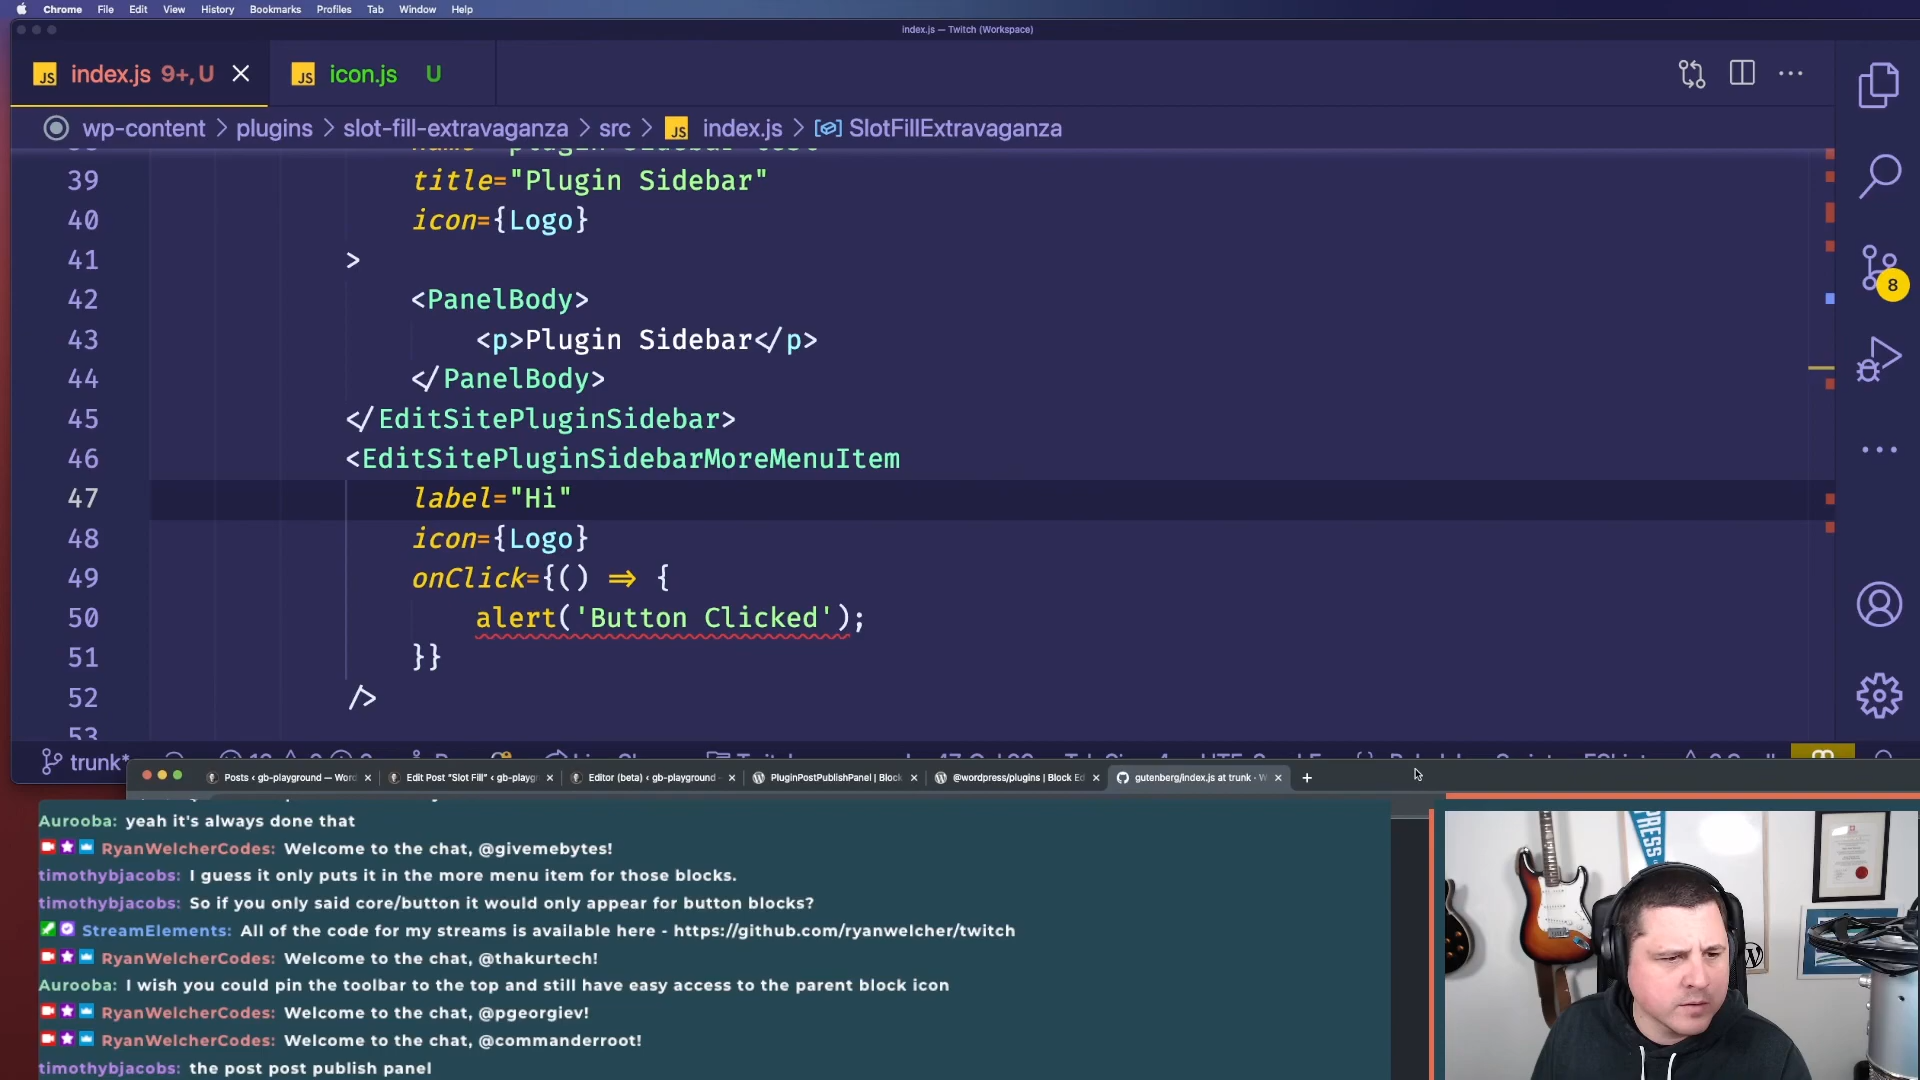 Chrome File Edit View History Bookmarks Profiles Tab Window Help
index.js — Twitch (Workspace)
JS index.js 9+, U
JS icon.js U
wp-content > plugins > slot-fill-extravaganza > src > JS index.js > SlotFillExtravaganza
39 title="Plugin Sidebar"
40 icon={Logo}
41 >
42 <PanelBody>
43 <p>Plugin Sidebar</p>
44 </PanelBody>
45 </EditSitePluginSidebar>
46 <EditSitePluginSidebarMoreMenuItem
47 label="Hi"
48 icon={Logo}
49 onClick={() => {
50 alert('Button Clicked');
51 }}
52 />
53
8
trunk*
Posts ‹ gb-playground — Wor
Edit Post "Slot Fill" ‹ gb-playg
Editor (beta) ‹ gb-playground
PluginPostPublishPanel | Block
@wordpress/plugins | Block Ed
gutenberg/index.js at trunk · W
Aurooba: yeah it's always done that
RyanWelcherCodes: Welcome to the chat, @givemebytes!
timothybjacobs: I guess it only puts it in the more menu item for those blocks.
timothybjacobs: So if you only said core/button it would only appear for button blocks?
StreamElements: All of the code for my streams is available here - https://github.com/ryanwelcher/twitch
RyanWelcherCodes: Welcome to the chat, @thakurtech!
Aurooba: I wish you could pin the toolbar to the top and still have easy access to the parent block icon
RyanWelcherCodes: Welcome to the chat, @pgeorgiev!
RyanWelcherCodes: Welcome to the chat, @commanderroot!
timothybjacobs: the post post publish panel